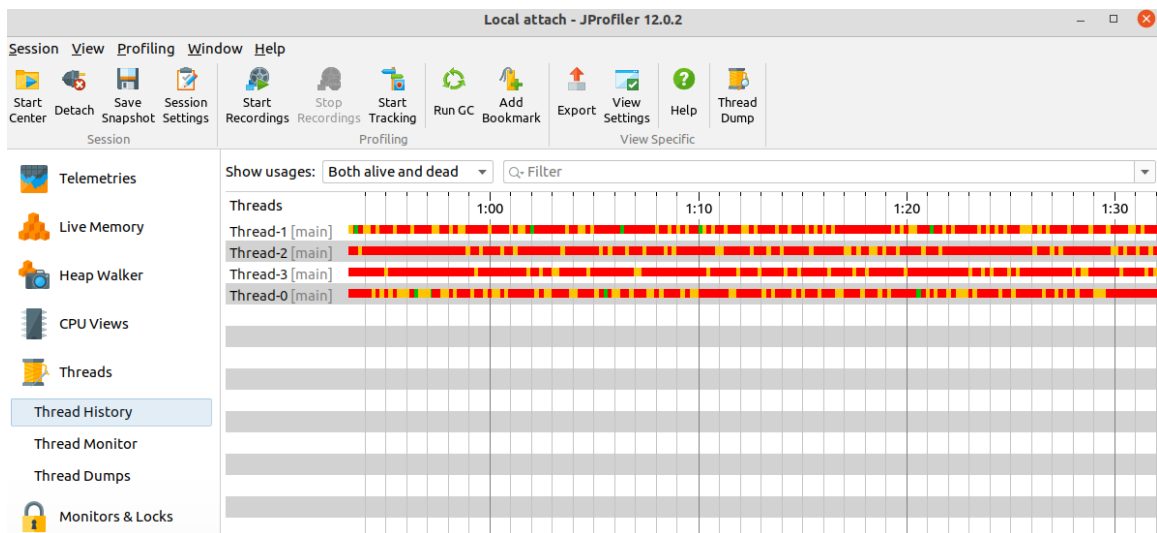 Local attach - JProfiler 12.0.2
Session View Profiling Window Help
Start Center
Detach
Save Snapshot
Session Settings
Start Recordings
Stop Recordings
Start Tracking
Run GC
Add Bookmark
Export
View Settings
Help
Thread Dump
Session
Profiling
View Specific
Telemetries
Live Memory
Heap Walker
CPU Views
Threads
Thread History
Thread Monitor
Thread Dumps
Monitors & Locks
Show usages: Both alive and dead Filter
Threads 1:00 1:10 1:20 1:30
Thread-1 [main]
Thread-2 [main]
Thread-3 [main]
Thread-0 [main]